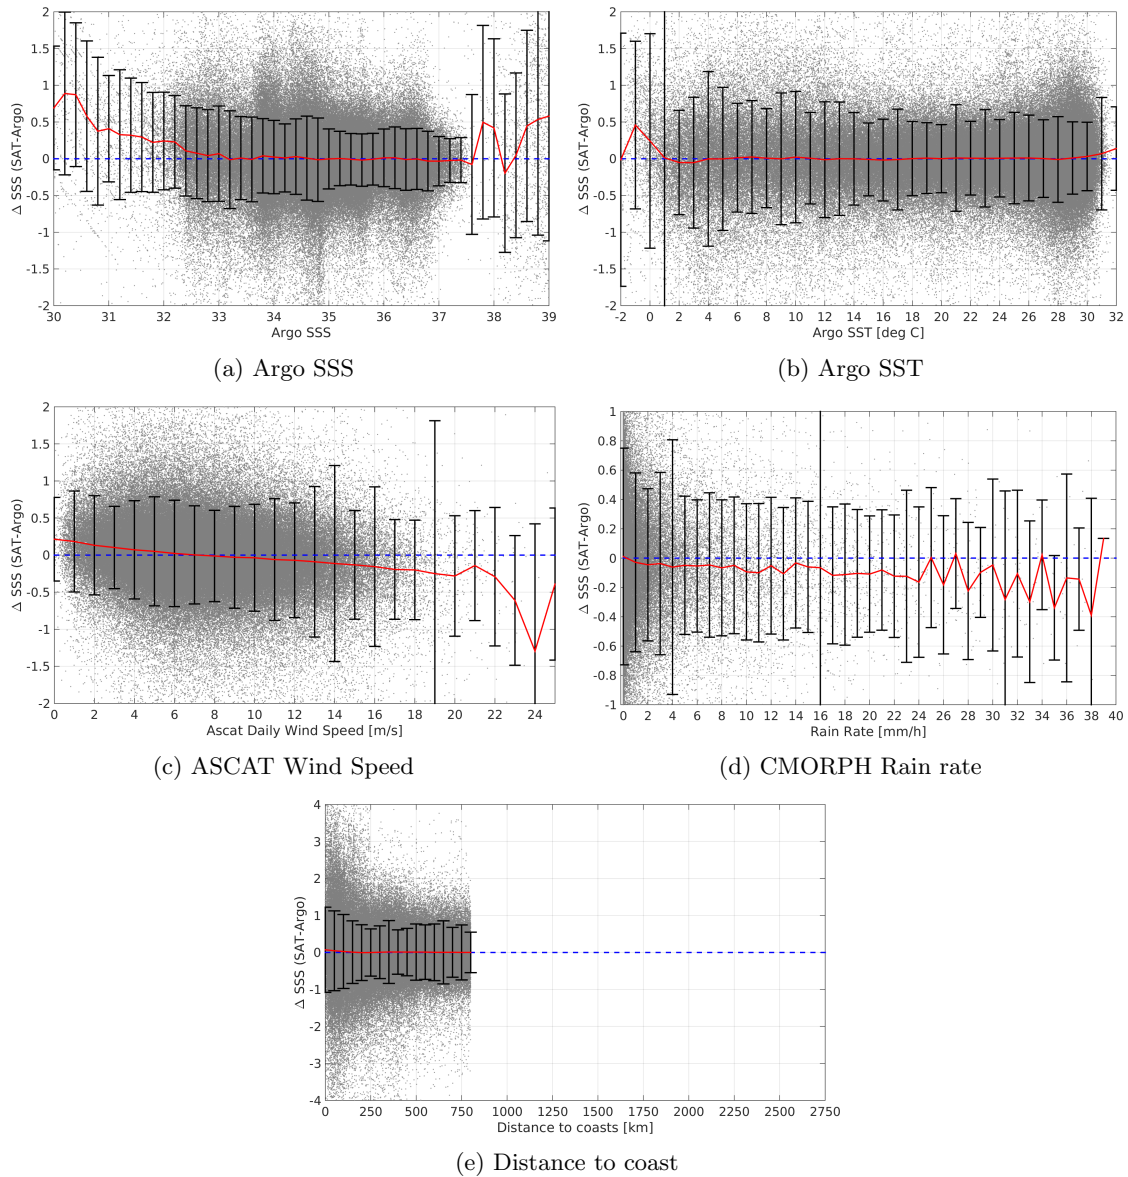 2
1.5
1
0.5
0
-0.5
-1
-1.5
-2
Δ SSS (SAT-Argo)
30 31 32 33 34 35 36 37 38 39
Argo SSS
(a) Argo SSS
2
1.5
1
0.5
0
-0.5
-1
-1.5
-2
Δ SSS (SAT-Argo)
-2 0 2 4 6 8 10 12 14 16 18 20 22 24 26 28 30 32
Argo SST [deg C]
(b) Argo SST
2
1.5
1
0.5
0
-0.5
-1
-1.5
-2
Δ SSS (SAT-Argo)
0 2 4 6 8 10 12 14 16 18 20 22 24
Ascat Daily Wind Speed [m/s]
(c) ASCAT Wind Speed
1
0.8
0.6
0.4
0.2
0
-0.2
-0.4
-0.6
-0.8
-1
Δ SSS (SAT-Argo)
0 2 4 6 8 10 12 14 16 18 20 22 24 26 28 30 32 34 36 38 40
Rain Rate [mm/h]
(d) CMORPH Rain rate
4
3
2
1
0
-1
-2
-3
-4
Δ SSS (SAT-Argo)
0 250 500 750 1000 1250 1500 1750 2000 2250 2500 2750
Distance to coasts [km]
(e) Distance to coast